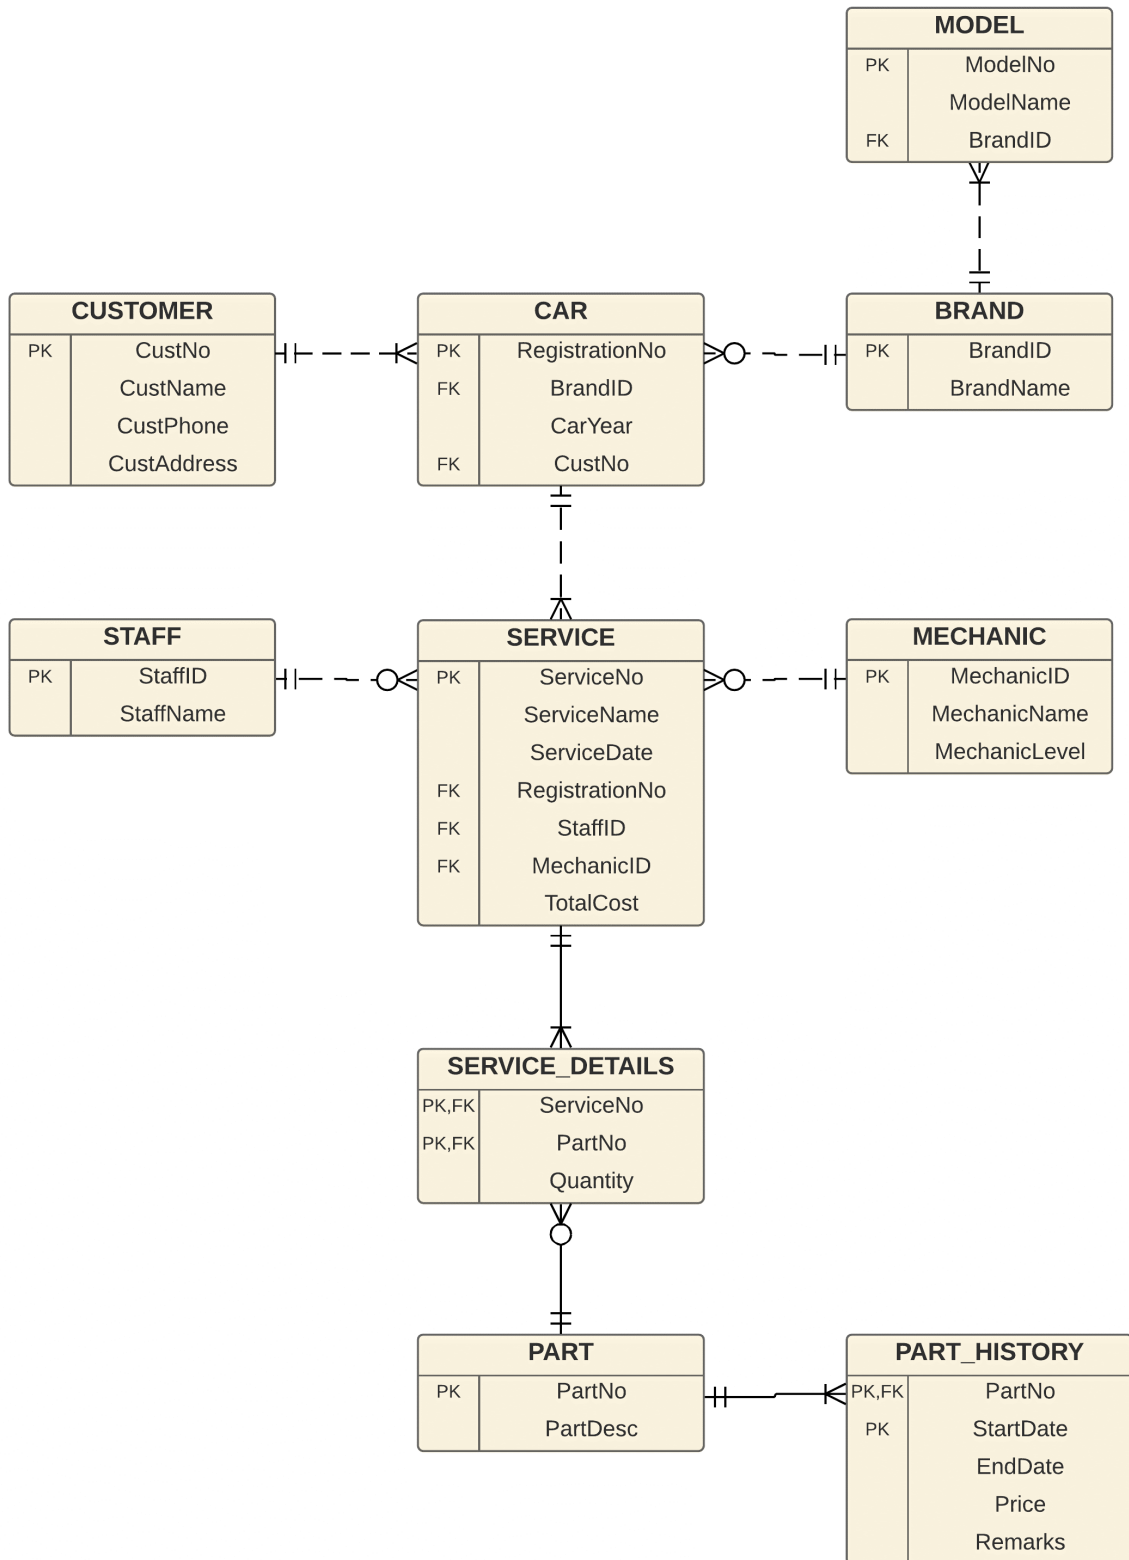 MODEL
PK ModelNo
ModelName
FK BrandID
CUSTOMER
PK CustNo
CustName
CustPhone
CustAddress
CAR
PK RegistrationNo
FK BrandID
CarYear
FK CustNo
BRAND
PK BrandID
BrandName
STAFF
PK StaffID
StaffName
SERVICE
PK ServiceNo
ServiceName
ServiceDate
FK RegistrationNo
FK StaffID
FK MechanicID
TotalCost
MECHANIC
PK MechanicID
MechanicName
MechanicLevel
SERVICE_DETAILS
PK,FK ServiceNo
PK,FK PartNo
Quantity
PART
PK PartNo
PartDesc
PART_HISTORY
PK,FK PartNo
PK StartDate
EndDate
Price
Remarks